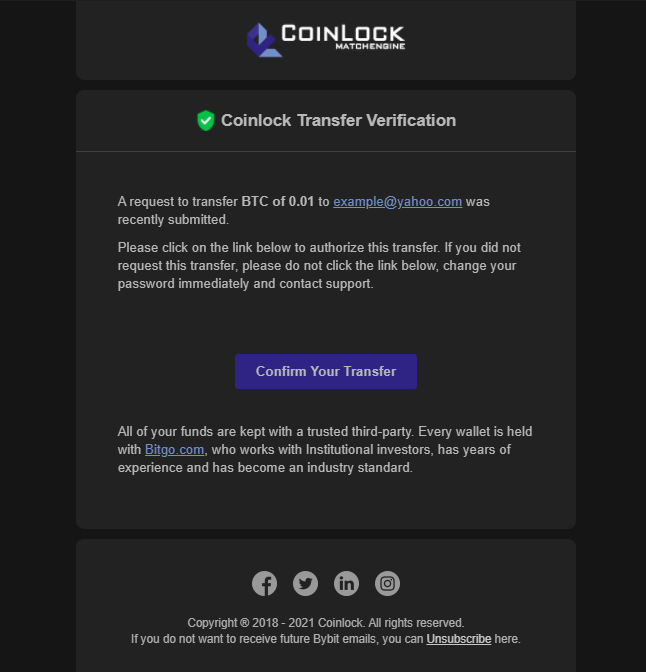 COINLOCK
MATCHENGINE
Coinlock Transfer Verification
A request to transfer BTC of 0.01 to example@yahoo.com was
recently submitted.
Please click on the link below to authorize this transfer. If you did not
request this transfer, please do not click the link below, change your
password immediately and contact support.
Confirm Your Transfer
All of your funds are kept with a trusted third-party. Every wallet is held
with Bitgo.com, who works with Institutional investors, has years of
experience and has become an industry standard.
Copyright ® 2018 - 2021 Coinlock. All rights reserved.
If you do not want to receive future Bybit emails, you can Unsubscribe here.